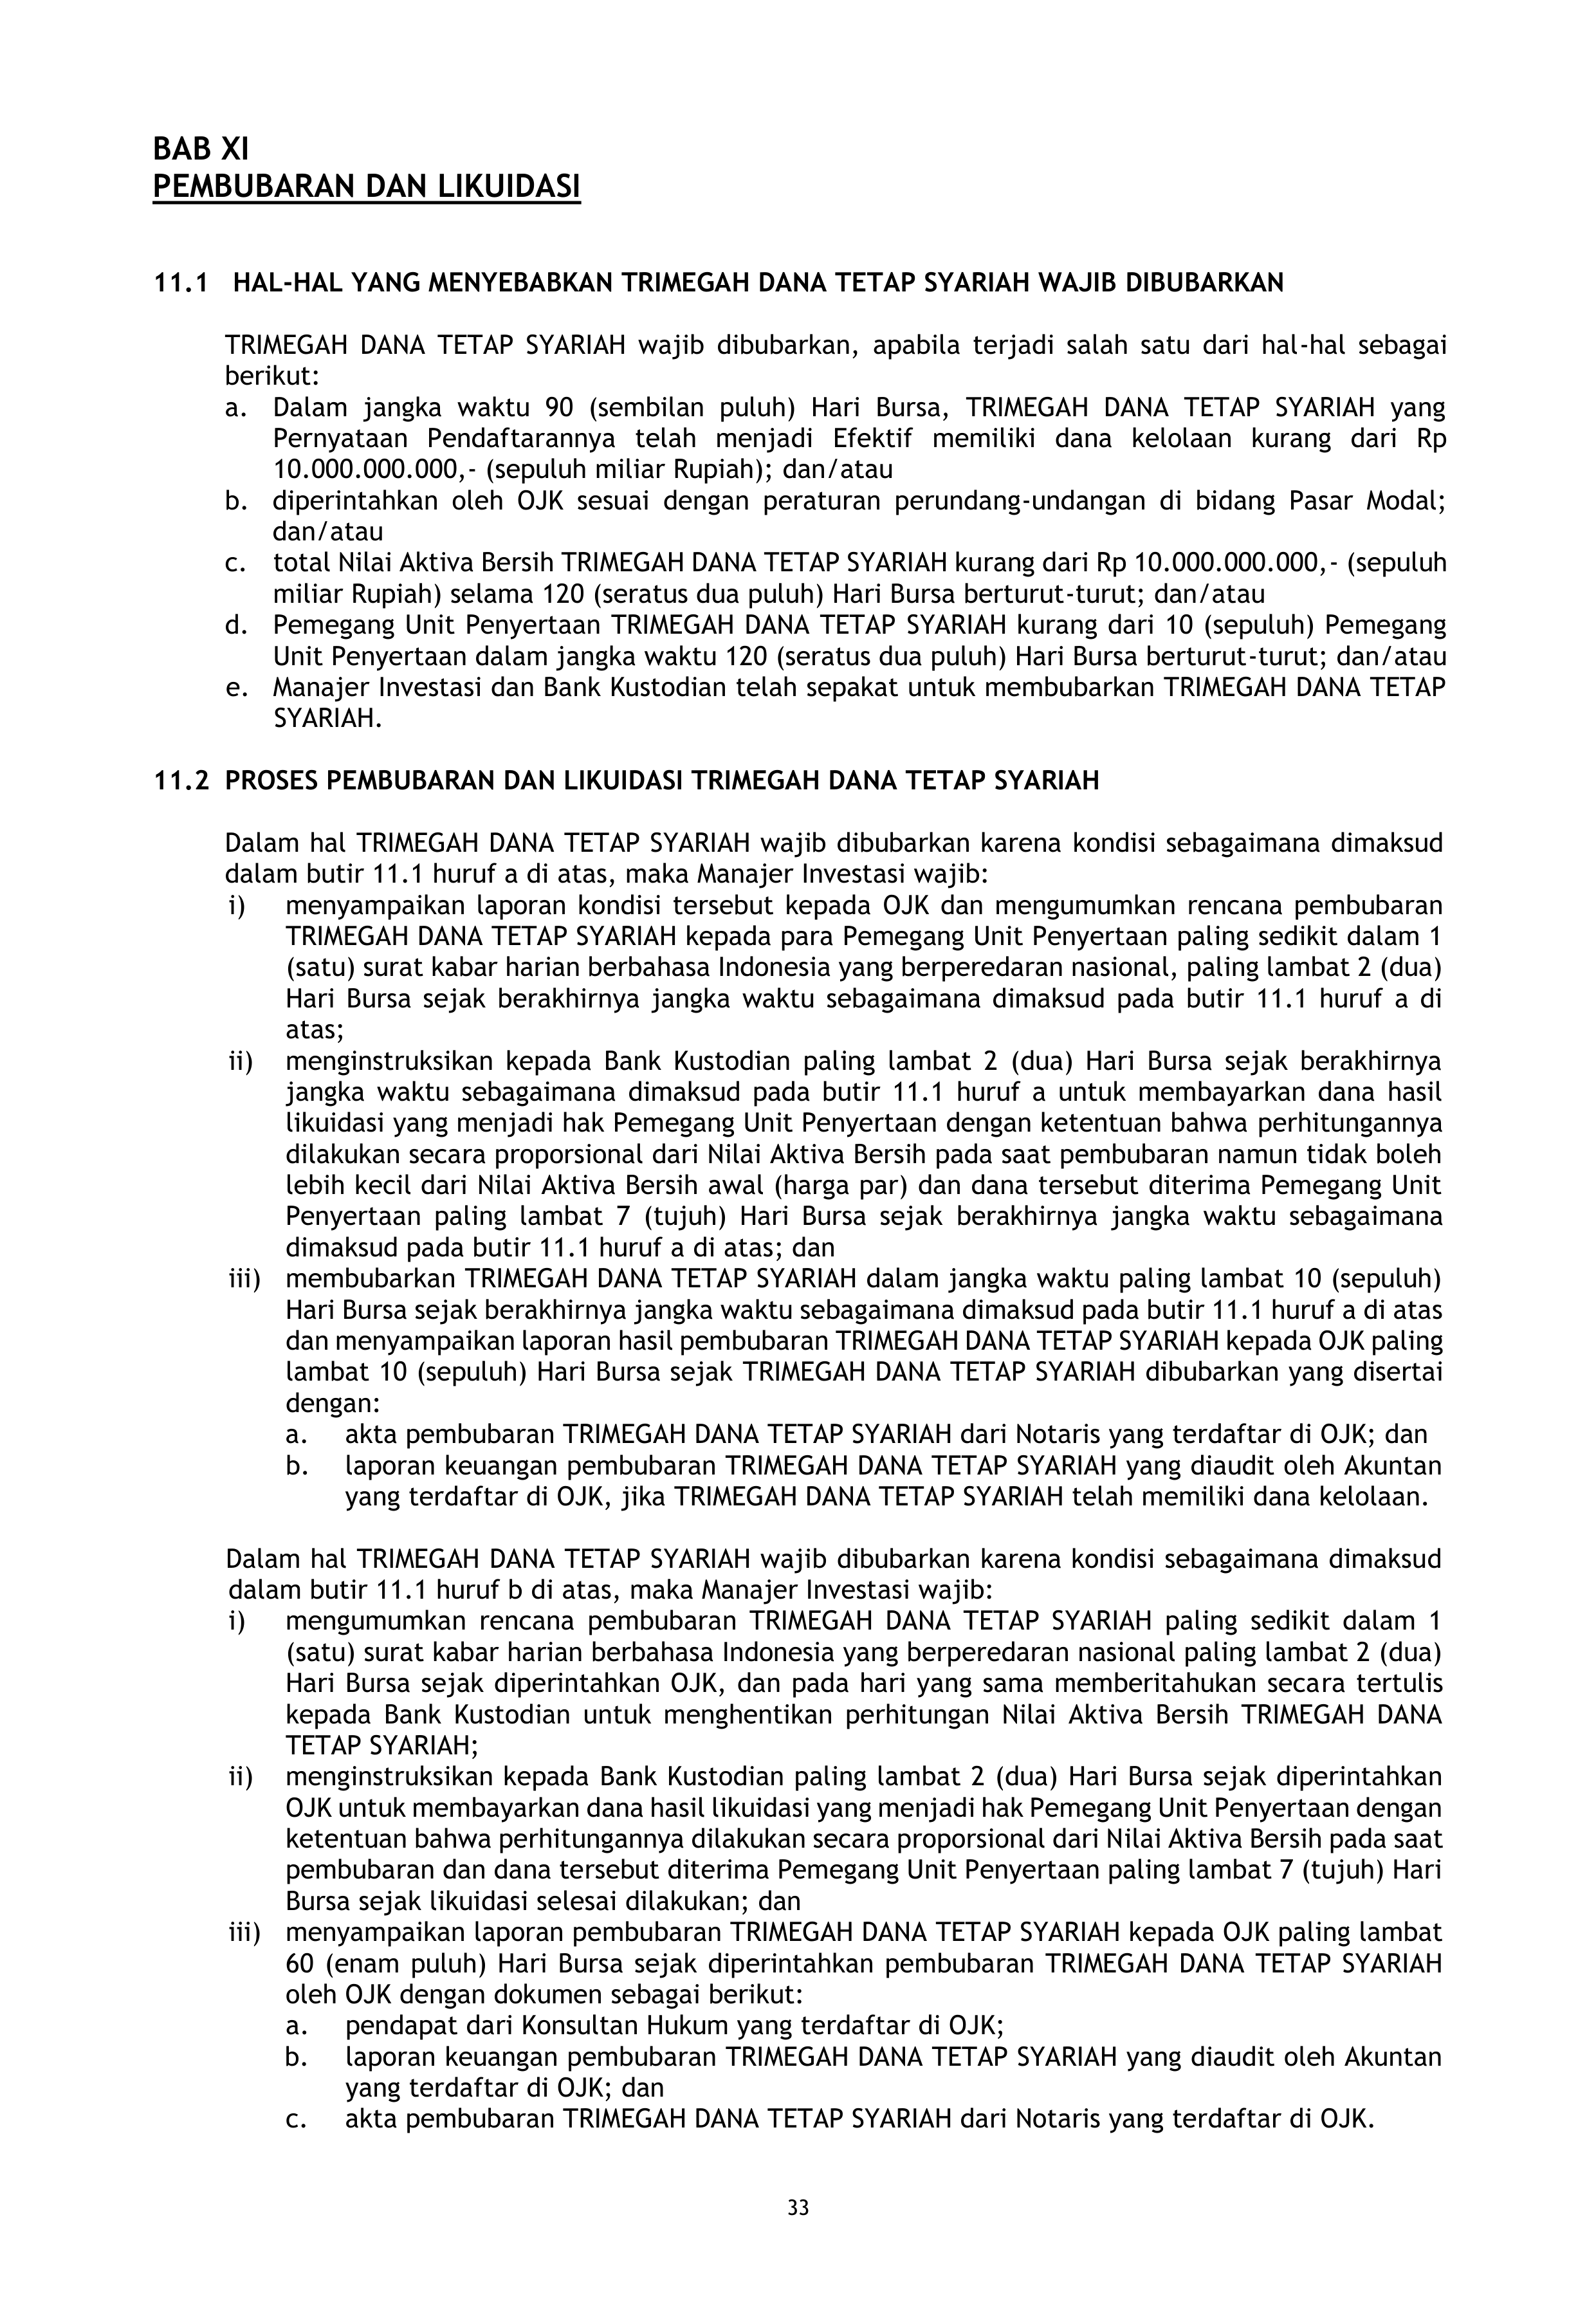 BAB XI
PEMBUBARAN DAN LIKUIDASI
11.1 HAL-HAL YANG MENYEBABKAN TRIMEGAH DANA TETAP SYARIAH WAJIB DIBUBARKAN
TRIMEGAH DANA TETAP SYARIAH wajib dibubarkan, apabila terjadi salah satu dari hal-hal sebagai
berikut:
a. Dalam jangka waktu 90 (sembilan puluh) Hari Bursa, TRIMEGAH DANA TETAP SYARIAH yang
Pernyataan Pendaftarannya telah menjadi Efektif memiliki dana kelolaan kurang dari Rp
10.000.000.000,- (sepuluh miliar Rupiah); dan/atau
b. diperintahkan oleh OJK sesuai dengan peraturan perundang-undangan di bidang Pasar Modal;
dan/atau
c. total Nilai Aktiva Bersih TRIMEGAH DANA TETAP SYARIAH kurang dari Rp 10.000.000.000,- (sepuluh
miliar Rupiah) selama 120 (seratus dua puluh) Hari Bursa berturut-turut; dan/atau
d. Pemegang Unit Penyertaan TRIMEGAH DANA TETAP SYARIAH kurang dari 10 (sepuluh) Pemegang
Unit Penyertaan dalam jangka waktu 120 (seratus dua puluh) Hari Bursa berturut-turut; dan/atau
e. Manajer Investasi dan Bank Kustodian telah sepakat untuk membubarkan TRIMEGAH DANA TETAP
SYARIAH.
11.2 PROSES PEMBUBARAN DAN LIKUIDASI TRIMEGAH DANA TETAP SYARIAH
Dalam hal TRIMEGAH DANA TETAP SYARIAH wajib dibubarkan karena kondisi sebagaimana dimaksud
dalam butir 11.1 huruf a di atas, maka Manajer Investasi wajib:
i) menyampaikan laporan kondisi tersebut kepada OJK dan mengumumkan rencana pembubaran
TRIMEGAH DANA TETAP SYARIAH kepada para Pemegang Unit Penyertaan paling sedikit dalam 1
(satu) surat kabar harian berbahasa Indonesia yang berperedaran nasional, paling lambat 2 (dua)
Hari Bursa sejak berakhirnya jangka waktu sebagaimana dimaksud pada butir 11.1 huruf a di
atas;
ii) menginstruksikan kepada Bank Kustodian paling lambat 2 (dua) Hari Bursa sejak berakhirnya
jangka waktu sebagaimana dimaksud pada butir 11.1 huruf a untuk membayarkan dana hasil
likuidasi yang menjadi hak Pemegang Unit Penyertaan dengan ketentuan bahwa perhitungannya
dilakukan secara proporsional dari Nilai Aktiva Bersih pada saat pembubaran namun tidak boleh
lebih kecil dari Nilai Aktiva Bersih awal (harga par) dan dana tersebut diterima Pemegang Unit
Penyertaan paling lambat 7 (tujuh) Hari Bursa sejak berakhirnya jangka waktu sebagaimana
dimaksud pada butir 11.1 huruf a di atas; dan
iii) membubarkan TRIMEGAH DANA TETAP SYARIAH dalam jangka waktu paling lambat 10 (sepuluh)
Hari Bursa sejak berakhirnya jangka waktu sebagaimana dimaksud pada butir 11.1 huruf a di atas
dan menyampaikan laporan hasil pembubaran TRIMEGAH DANA TETAP SYARIAH kepada OJK paling
lambat 10 (sepuluh) Hari Bursa sejak TRIMEGAH DANA TETAP SYARIAH dibubarkan yang disertai
dengan:
a. akta pembubaran TRIMEGAH DANA TETAP SYARIAH dari Notaris yang terdaftar di OJK; dan
b. laporan keuangan pembubaran TRIMEGAH DANA TETAP SYARIAH yang diaudit oleh Akuntan
yang terdaftar di OJK, jika TRIMEGAH DANA TETAP SYARIAH telah memiliki dana kelolaan.
Dalam hal TRIMEGAH DANA TETAP SYARIAH wajib dibubarkan karena kondisi sebagaimana dimaksud
dalam butir 11.1 huruf b di atas, maka Manajer Investasi wajib:
i) mengumumkan rencana pembubaran TRIMEGAH DANA TETAP SYARIAH paling sedikit dalam 1
(satu) surat kabar harian berbahasa Indonesia yang berperedaran nasional paling lambat 2 (dua)
Hari Bursa sejak diperintahkan OJK, dan pada hari yang sama memberitahukan secara tertulis
kepada Bank Kustodian untuk menghentikan perhitungan Nilai Aktiva Bersih TRIMEGAH DANA
TETAP SYARIAH;
ii) menginstruksikan kepada Bank Kustodian paling lambat 2 (dua) Hari Bursa sejak diperintahkan
OJK untuk membayarkan dana hasil likuidasi yang menjadi hak Pemegang Unit Penyertaan dengan
ketentuan bahwa perhitungannya dilakukan secara proporsional dari Nilai Aktiva Bersih pada saat
pembubaran dan dana tersebut diterima Pemegang Unit Penyertaan paling lambat 7 (tujuh) Hari
Bursa sejak likuidasi selesai dilakukan; dan
iii) menyampaikan laporan pembubaran TRIMEGAH DANA TETAP SYARIAH kepada OJK paling lambat
60 (enam puluh) Hari Bursa sejak diperintahkan pembubaran TRIMEGAH DANA TETAP SYARIAH
oleh OJK dengan dokumen sebagai berikut:
a. pendapat dari Konsultan Hukum yang terdaftar di OJK;
b. laporan keuangan pembubaran TRIMEGAH DANA TETAP SYARIAH yang diaudit oleh Akuntan
yang terdaftar di OJK; dan
c. akta pembubaran TRIMEGAH DANA TETAP SYARIAH dari Notaris yang terdaftar di OJK.
33